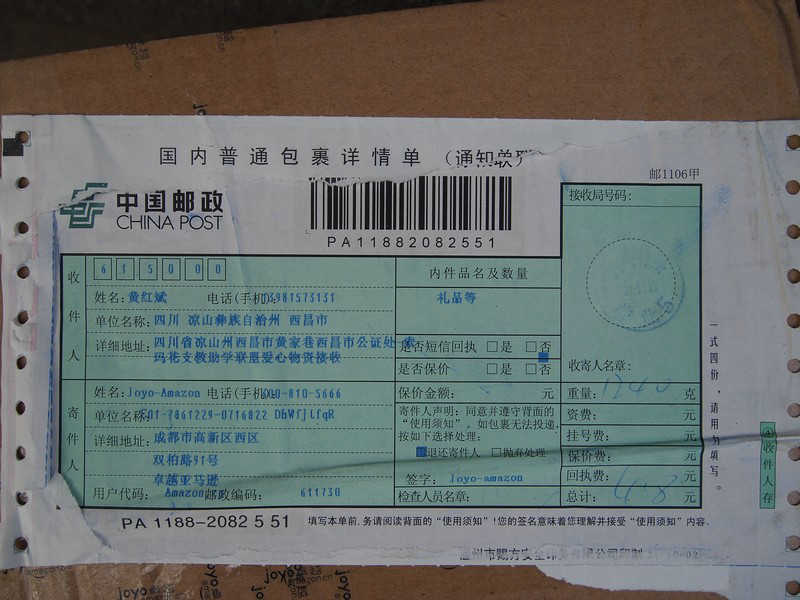 国内普通包裹详情单 (通知单联)
邮1106甲
中国邮政
CHINA POST
PA11882082551
接收局号码:
收件人
615000
姓名:黄红斌 电话(手机) 3981573131
单位名称:四川 凉山彝族自治州 西昌市
详细地址:四川省凉山州西昌市黄家巷西昌市公证处
玛花支教助学联盟爱心物资接收
内件品名及数量
礼品等
是否短信回执 □是 □否
是否保价 □是 □否
收寄人名章:
寄件人
姓名:Joyo-Amazon 电话(手机) 810-5666
单位名称: 7861229-0716822 DhWfjlfqR
详细地址:成都市高新区西区
双柏路91号
卓越亚马逊
用户代码: Amazon邮政编码: 611730
保价金额: 元
寄件人声明:同意并遵守背面的
“使用须知”。如包裹无法投递,
按如下选择处理:
退还寄件人 □抛弃处理
签字: joyo-amazon
检查人员名章:
重量: 克
资费: 元
挂号费: 元
保价费: 元
回执费: 元
总计: 元
一式四份,请用力填写。
收件人存
PA 1188-2082 5 51
填写本单前,务请阅读背面的“使用须知”!您的签名意味着您理解并接受“使用须知”内容。
joyo